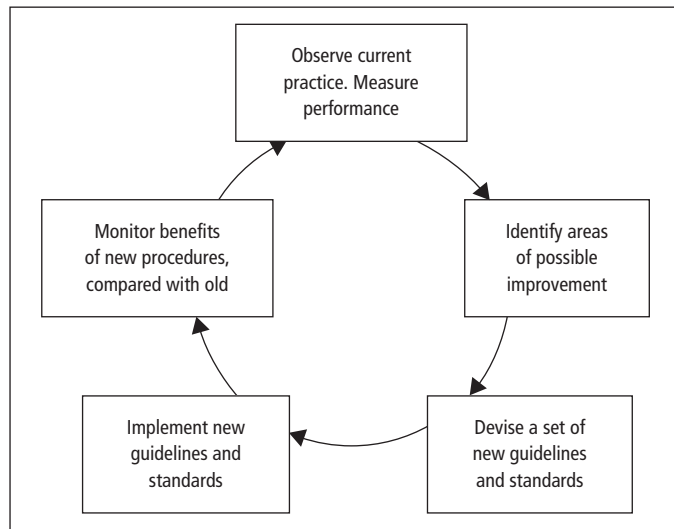 Observe current
practice. Measure
performance
Identify areas
of possible
improvement
Devise a set of
new guidelines
and standards
Implement new
guidelines and
standards
Monitor benefits
of new procedures,
compared with old